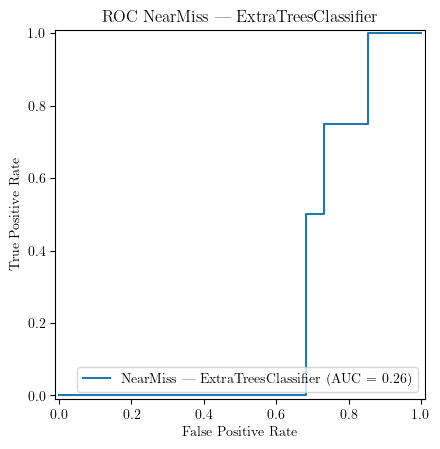 ROC NearMiss — ExtraTreesClassifier
1.0
0.8
0.6
0.4
0.2
0.0
True Positive Rate
NearMiss — ExtraTreesClassifier (AUC = 0.26)
0.0 0.2 0.4 0.6 0.8 1.0
False Positive Rate